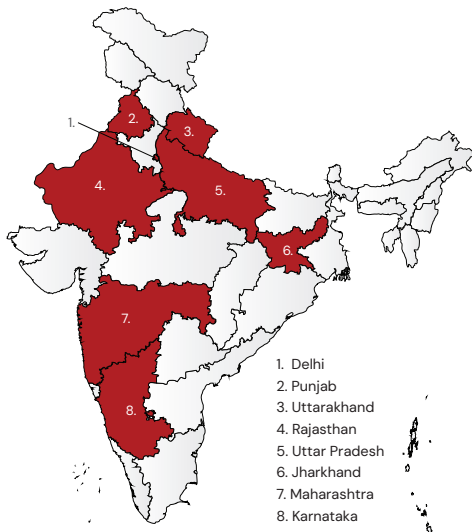 1.
2.
3.
4.
5.
6.
7.
8.
1. Delhi
2. Punjab
3. Uttarakhand
4. Rajasthan
5. Uttar Pradesh
6. Jharkhand
7. Maharashtra
8. Karnataka